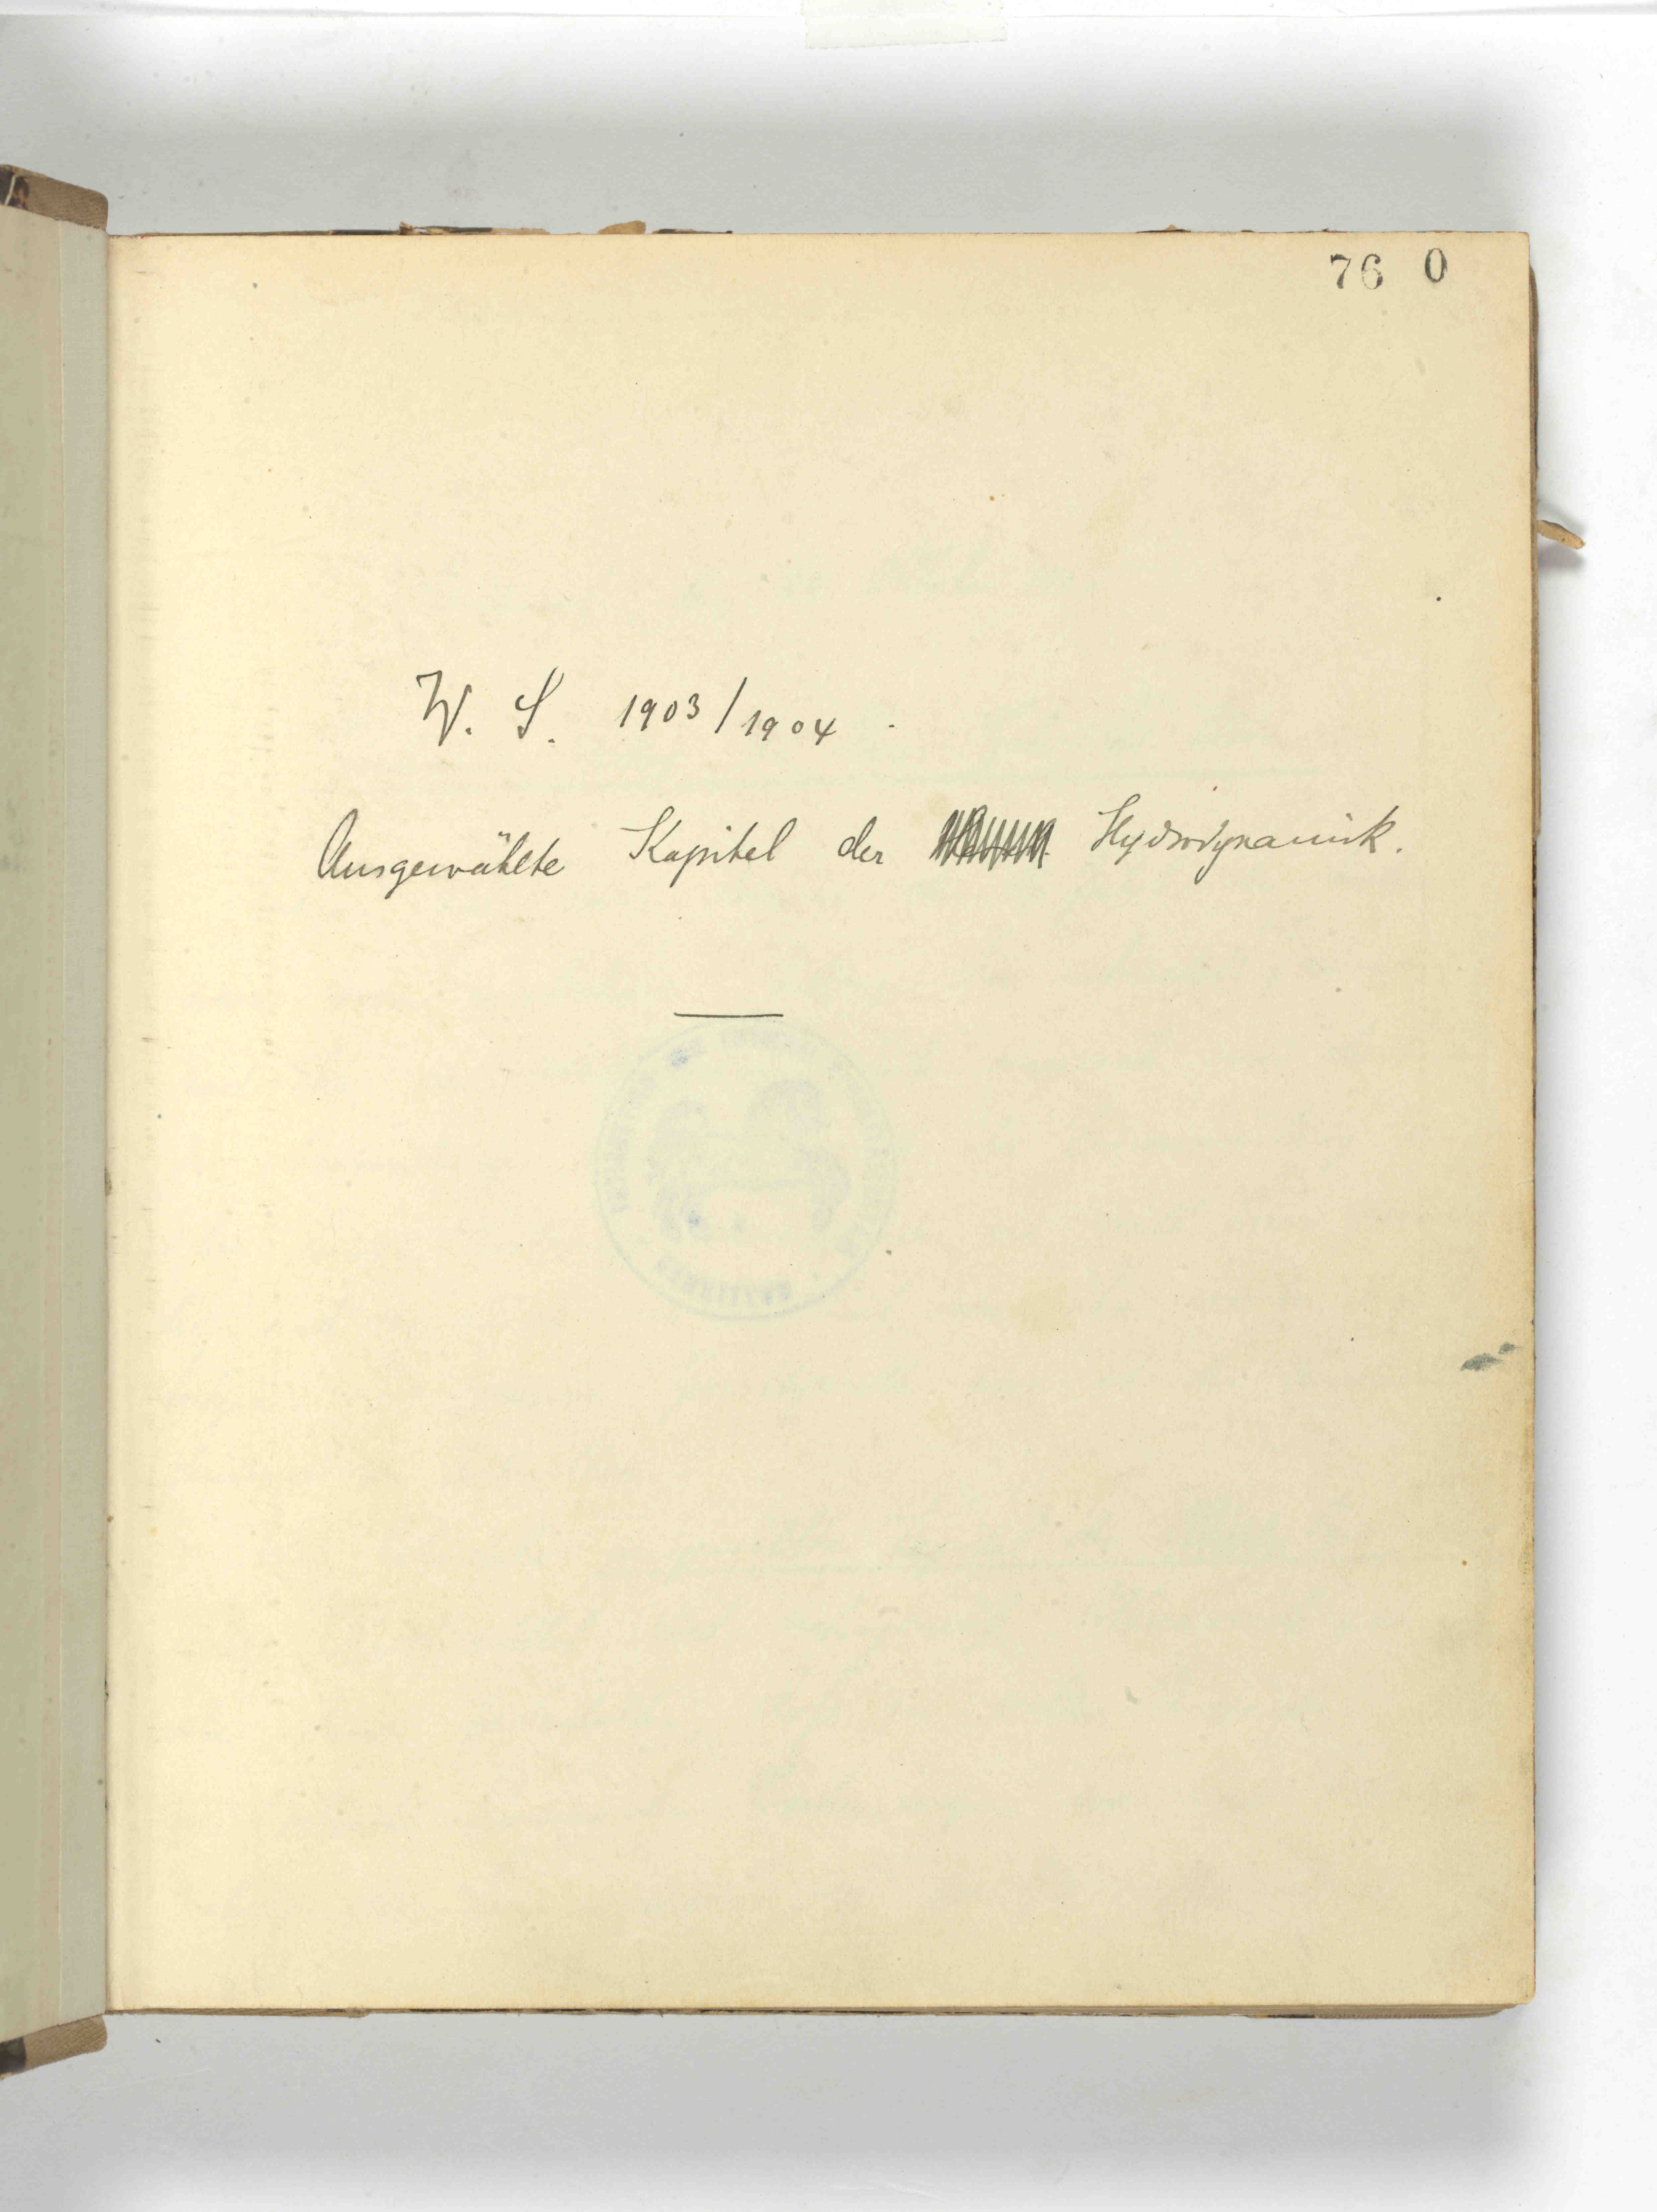 76 0
W. S. 1903/1904.
Ausgewählte Kapitel der Hydrodynamik.